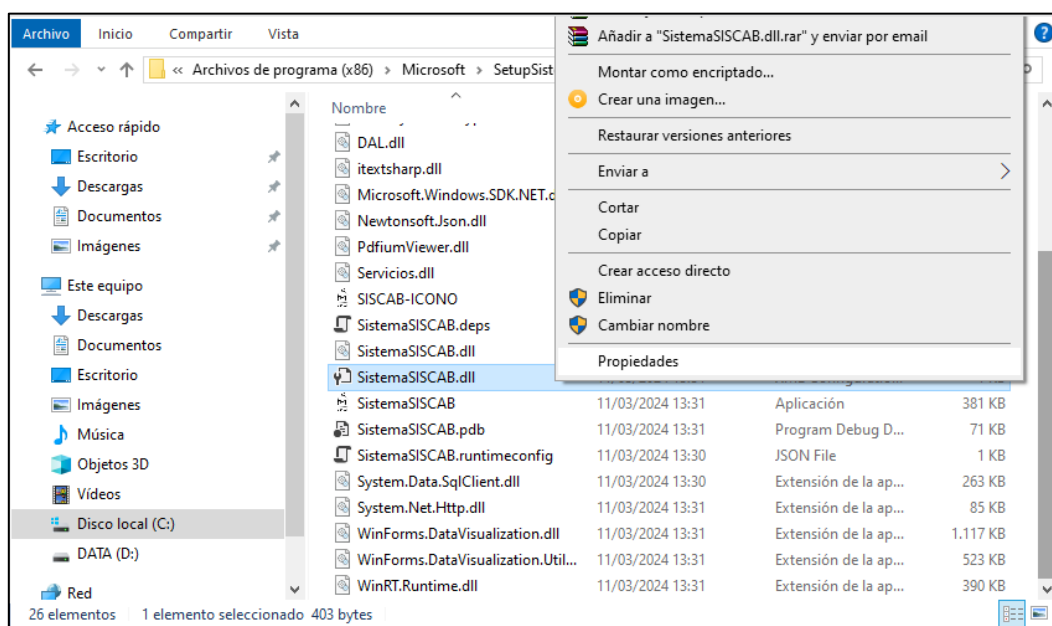 Archivo Inicio Compartir Vista
« Archivos de programa (x86) > Microsoft > SetupSist
Acceso rápido
Escritorio
Descargas
Documentos
Imágenes
Este equipo
Descargas
Documentos
Escritorio
Imágenes
Música
Objetos 3D
Vídeos
Disco local (C:)
DATA (D:)
Red
Nombre
DAL.dll
itextsharp.dll
Microsoft.Windows.SDK.NET.d
Newtonsoft.Json.dll
PdfiumViewer.dll
Servicios.dll
SISCAB-ICONO
SistemaSISCAB.deps
SistemaSISCAB.dll
SistemaSISCAB.dll
SistemaSISCAB 11/03/2024 13:31 Aplicación 381 KB
SistemaSISCAB.pdb 11/03/2024 13:31 Program Debug D... 71 KB
SistemaSISCAB.runtimeconfig 11/03/2024 13:30 JSON File 1 KB
System.Data.SqlClient.dll 11/03/2024 13:30 Extensión de la ap... 263 KB
System.Net.Http.dll 11/03/2024 13:31 Extensión de la ap... 85 KB
WinForms.DataVisualization.dll 11/03/2024 13:31 Extensión de la ap... 1.117 KB
WinForms.DataVisualization.Util... 11/03/2024 13:31 Extensión de la ap... 523 KB
WinRT.Runtime.dll 11/03/2024 13:31 Extensión de la ap... 390 KB
Añadir a "SistemaSISCAB.dll.rar" y enviar por email
Montar como encriptado...
Crear una imagen...
Restaurar versiones anteriores
Enviar a
Cortar
Copiar
Crear acceso directo
Eliminar
Cambiar nombre
Propiedades
26 elementos 1 elemento seleccionado 403 bytes